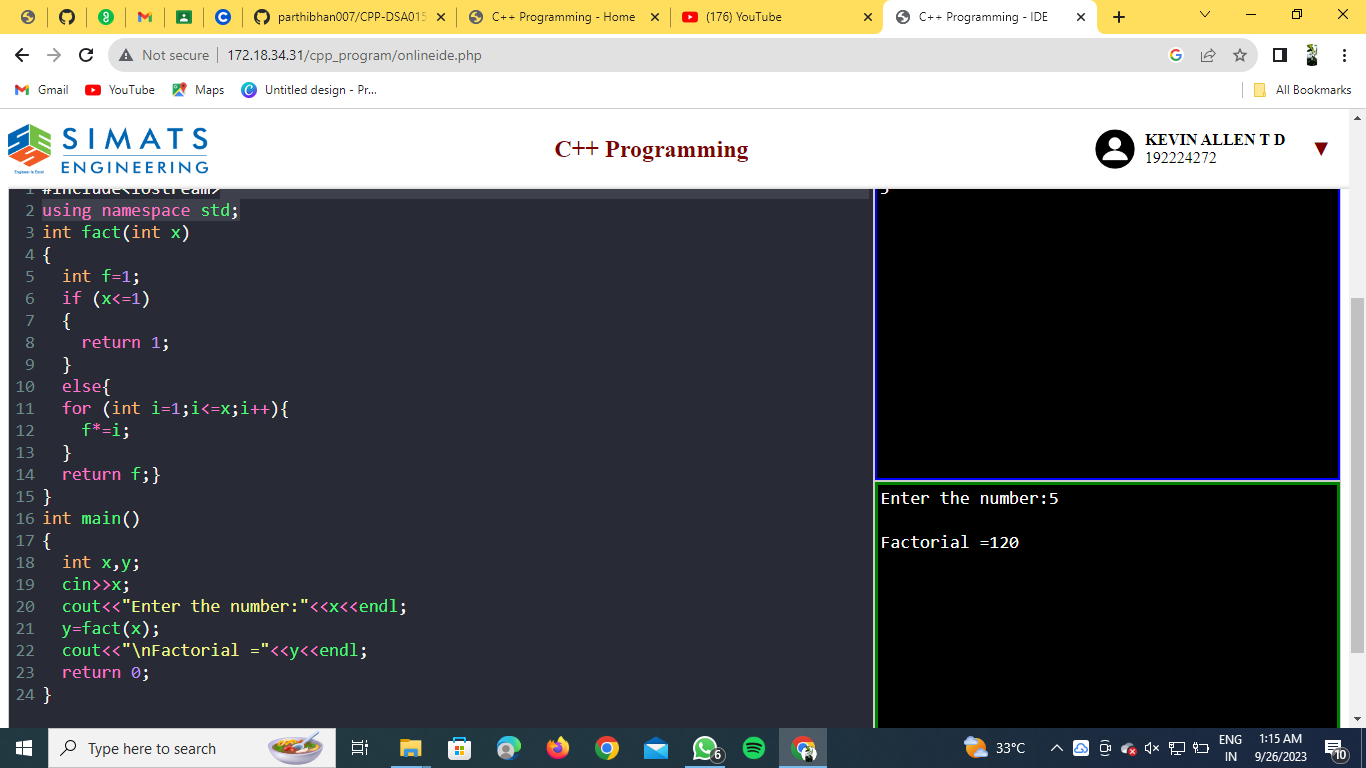 parthibhan007/CPP-DSA015
C++ Programming - Home
(176) YouTube
C++ Programming - IDE
Not secure
172.18.34.31/cpp_program/onlineide.php
Gmail
YouTube
Maps
Untitled design - Pr...
All Bookmarks
SIMATS
ENGINEERING
Engineer to Excel
C++ Programming
KEVIN ALLEN T D
192224272
1 #include<iostream>
2 using namespace std;
3 int fact(int x)
4 {
5 int f=1;
6 if (x<=1)
7 {
8 return 1;
9 }
10 else{
11 for (int i=1;i<=x;i++){
12 f*=i;
13 }
14 return f;}
15 }
16 int main()
17 {
18 int x,y;
19 cin>>x;
20 cout<<"Enter the number:"<<x<<endl;
21 y=fact(x);
22 cout<<"\nFactorial ="<<y<<endl;
23 return 0;
24 }
5
Enter the number:5
Factorial =120
Type here to search
6
33°C
ENG
IN
1:15 AM
9/26/2023
10